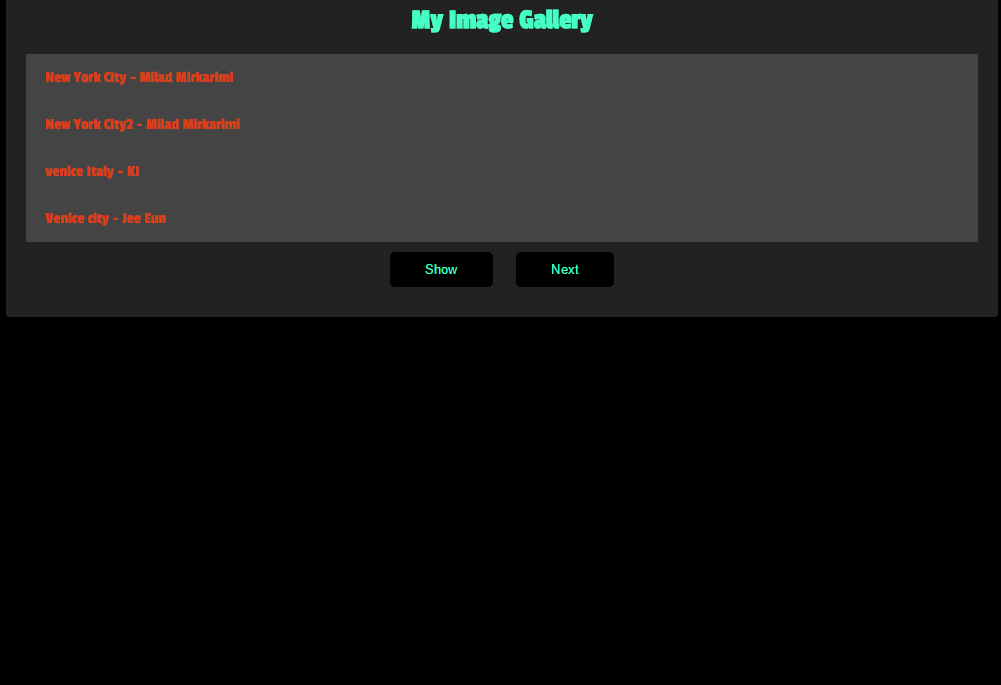 My Image Gallery
New York City - Milad Mirkarimi
New York City2 - Milad Mirkarimi
venice Italy - KJ
Venice city - Jee Eun
Show
Next